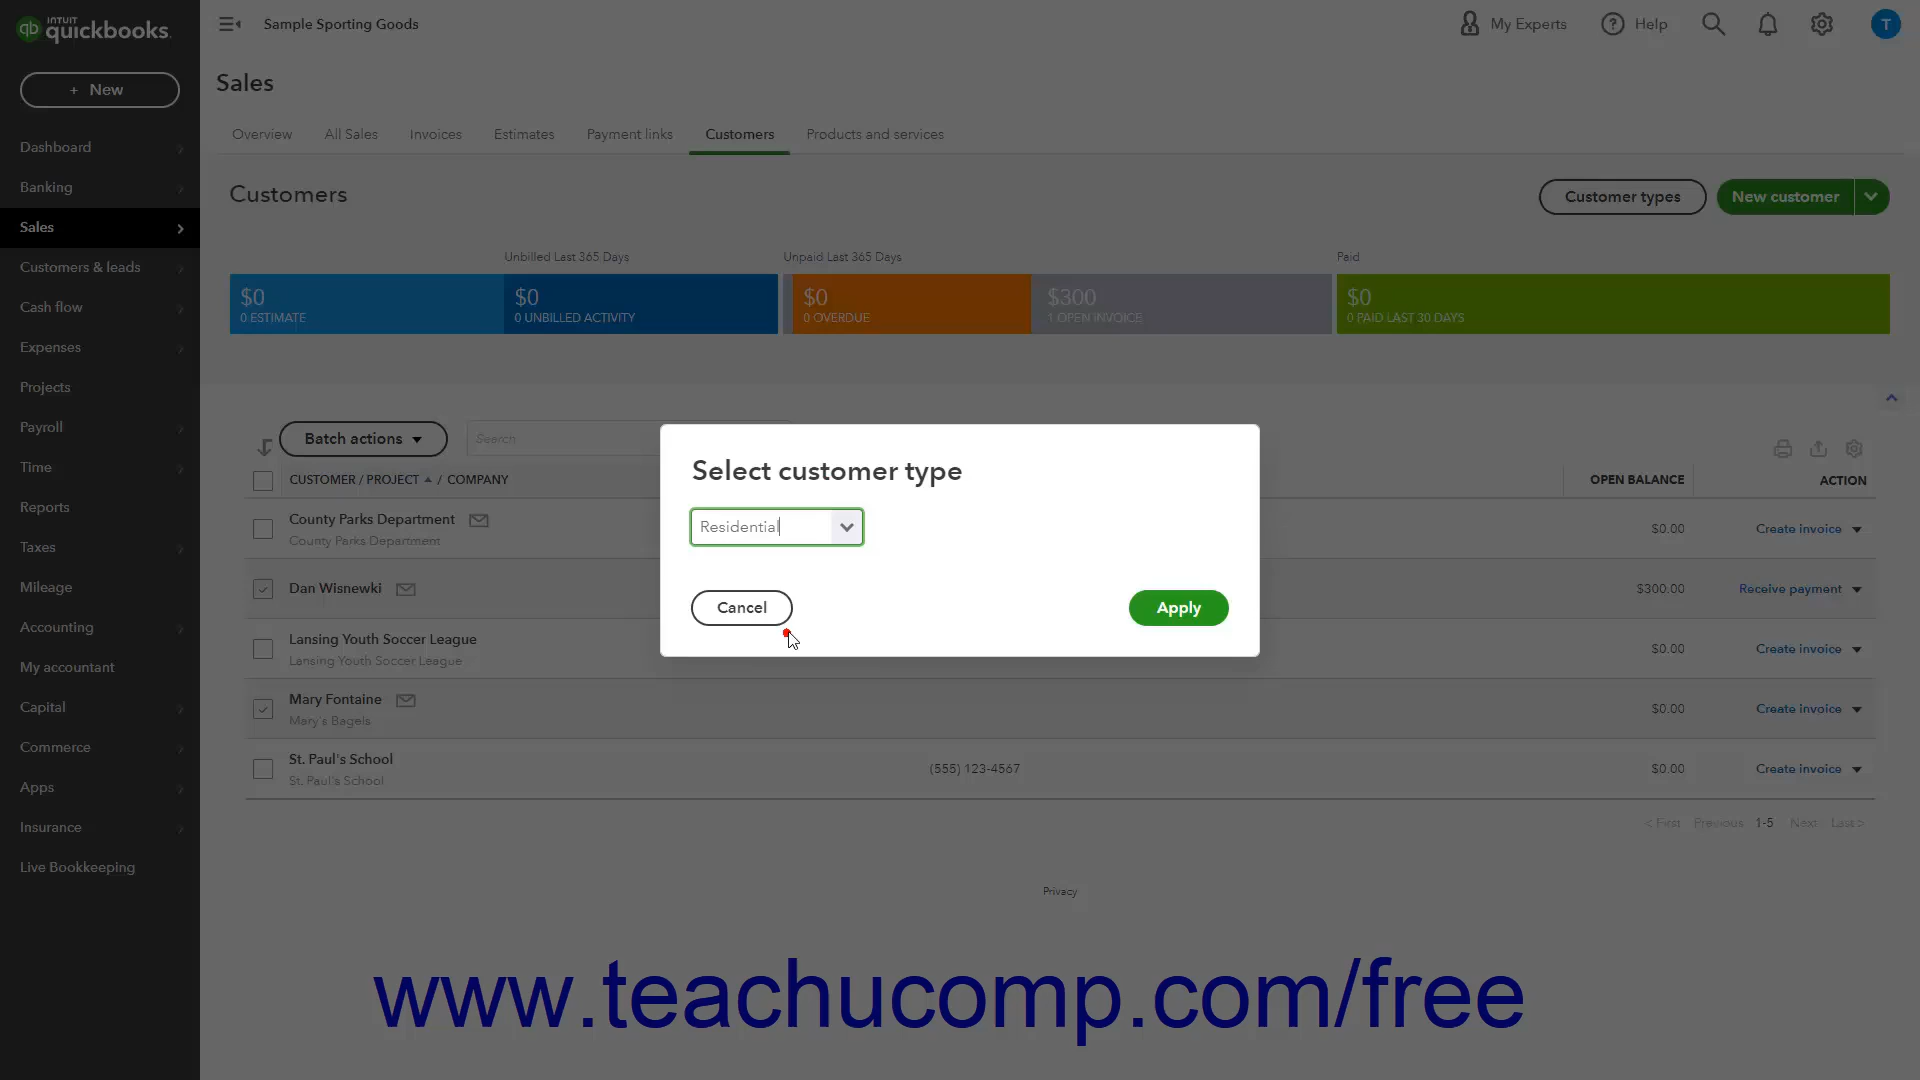 INTUIT
quickbooks
Sample Sporting Goods
My Experts
Help
T
+ New
Sales
Dashboard
Banking
Sales
Customers & leads
Cash flow
Expenses
Projects
Payroll
Time
Reports
Taxes
Mileage
Accounting
My accountant
Capital
Commerce
Apps
Insurance
Live Bookkeeping
Overview All Sales Invoices Estimates Payment links Customers Products and services
Customers
Customer types
New customer
Unbilled Last 365 Days
Unpaid Last 365 Days
Paid
$0
0 ESTIMATE
$0
0 UNBILLED ACTIVITY
$0
0 OVERDUE
$300
1 OPEN INVOICE
$0
0 PAID LAST 30 DAYS
Batch actions
Search
CUSTOMER / PROJECT / COMPANY
OPEN BALANCE
ACTION
County Parks Department
County Parks Department
$0.00
Create invoice
Dan Wisnewki
$300.00
Receive payment
Lansing Youth Soccer League
Lansing Youth Soccer League
$0.00
Create invoice
Mary Fontaine
Mary's Bagels
$0.00
Create invoice
St. Paul's School
St. Paul's School
(555) 123-4567
$0.00
Create invoice
Select customer type
Residential
Cancel
Apply
< First Previous 1-5 Next Last >
Privacy
www.teachucomp.com/free